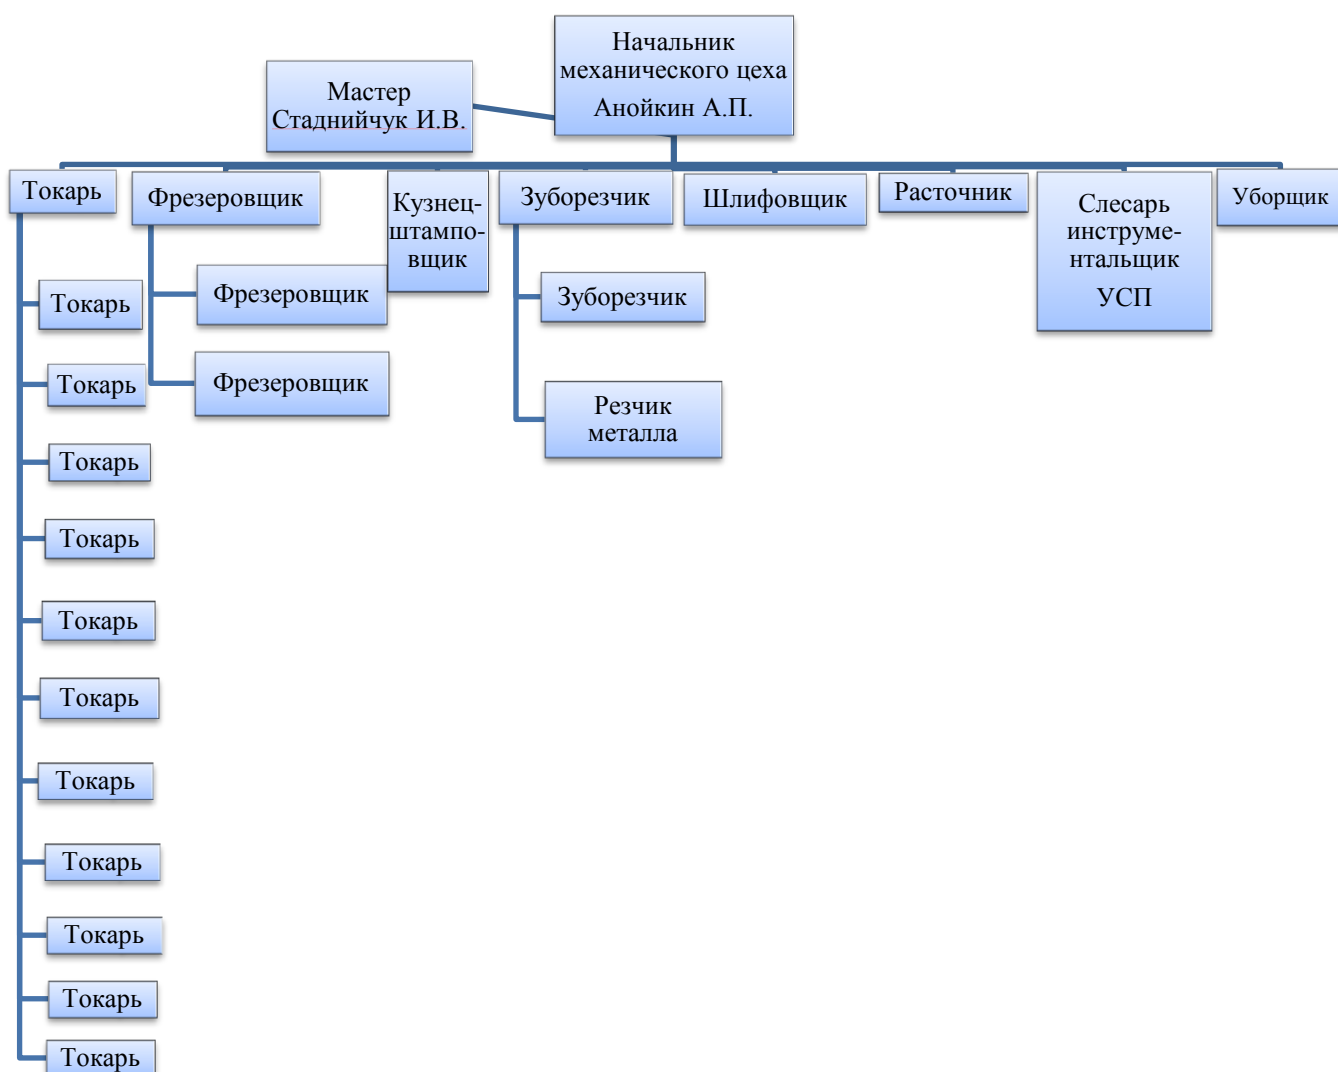 Начальник
механического цеха
Анойкин А.П.
Мастер
Стаднийчук И.В.
Токарь
Фрезеровщик
Кузнец-
штампо-
вщик
Зуборезчик
Шлифовщик
Расточник
Слесарь
инструме-
нтальщик
УСП
Уборщик
Токарь
Токарь
Токарь
Токарь
Токарь
Токарь
Токарь
Токарь
Токарь
Токарь
Токарь
Фрезеровщик
Фрезеровщик
Зуборезчик
Резчик
металла